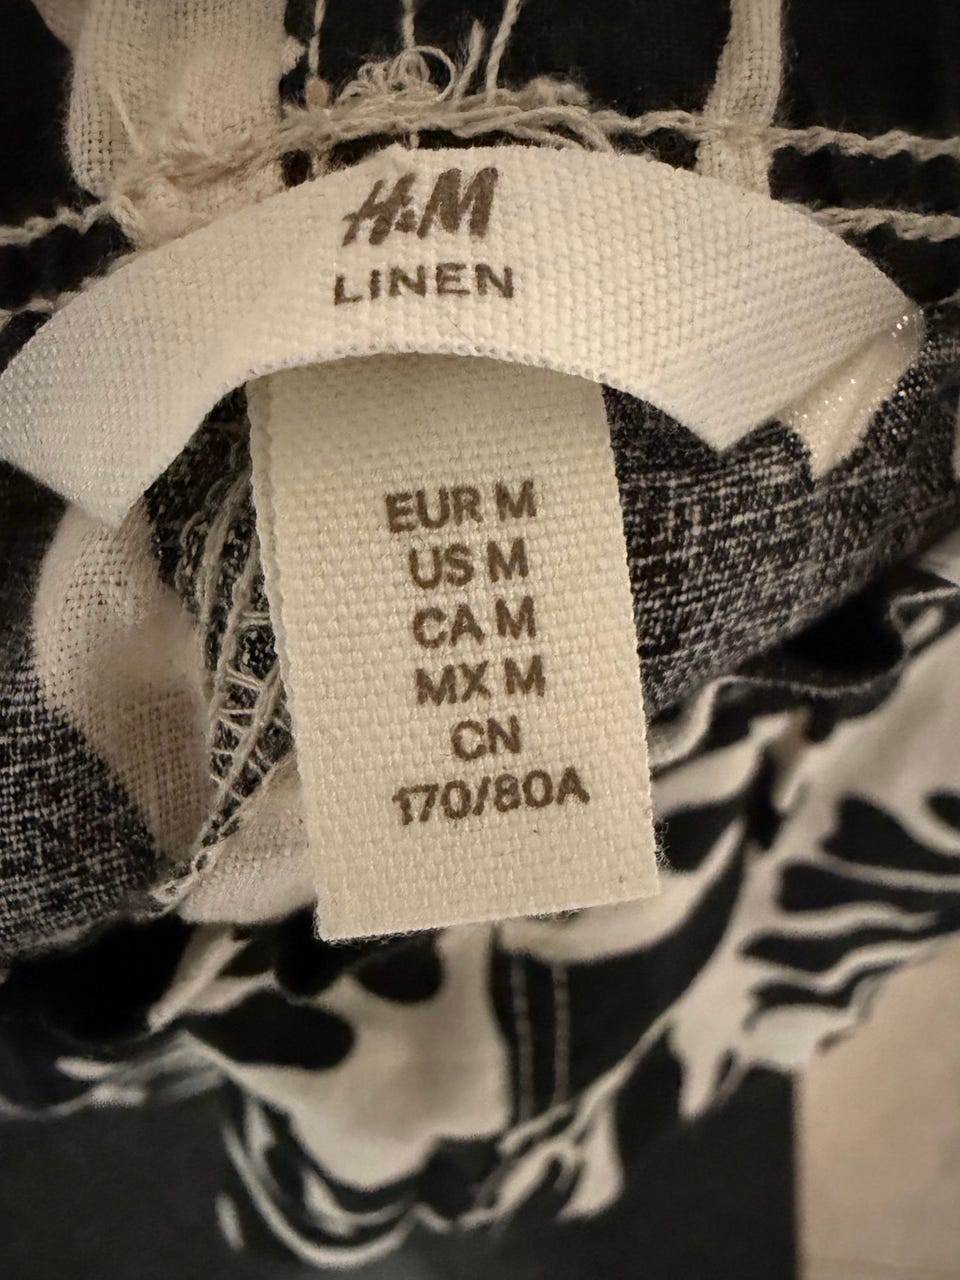 H&M
LINEN
EUR M
US M
CA M
MX M
CN
170/80A